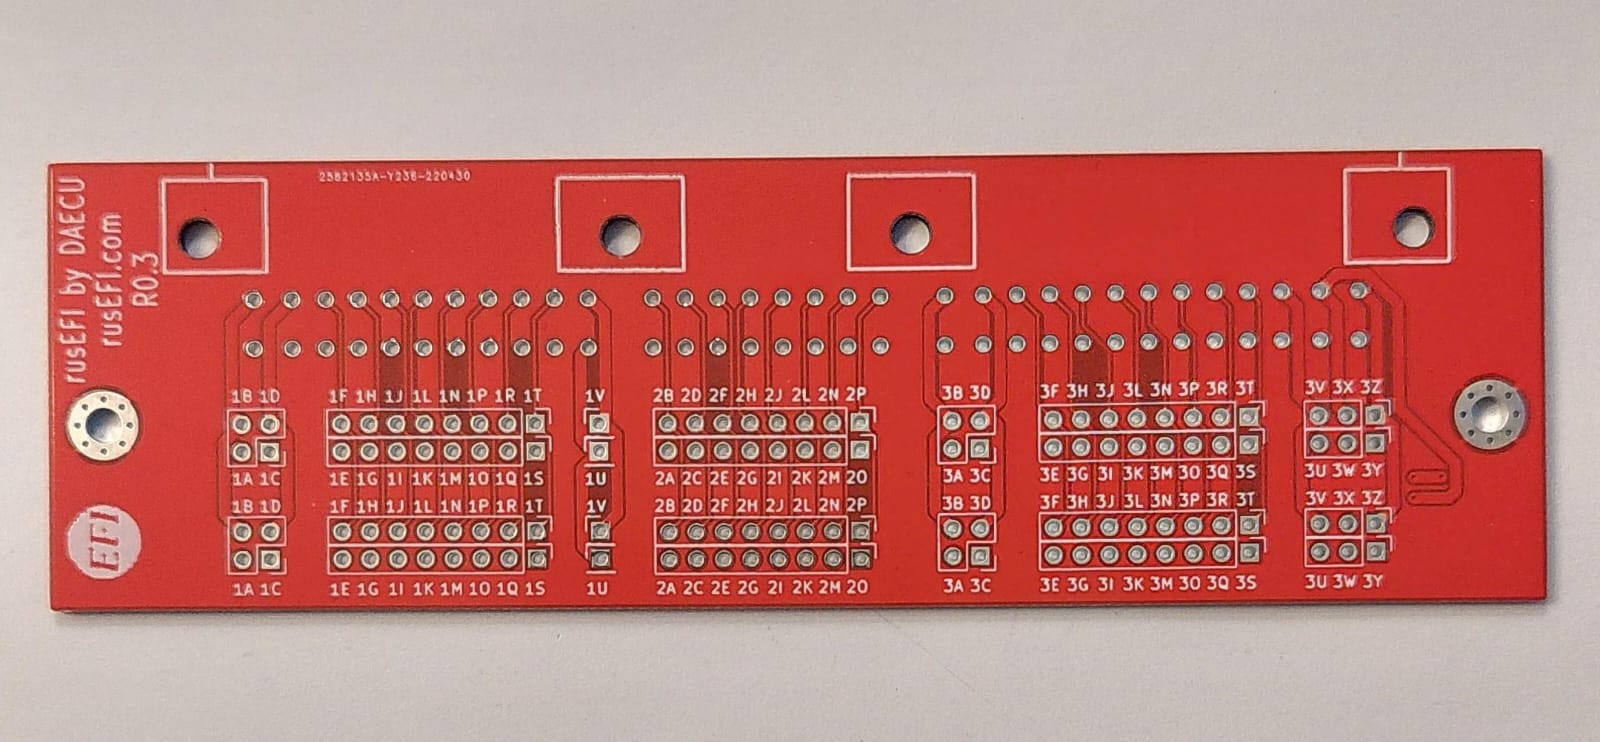 2582135A-Y236-220430
rusEFI by DAECU
rusEFI.com
R0.3
1B 1D 1F 1H 1J 1L 1N 1P 1R 1T 1V 2B 2D 2F 2H 2J 2L 2N 2P 3B 3D 3F 3H 3J 3L 3N 3P 3R 3T 3V 3X 3Z
1A 1C 1E 1G 1I 1K 1M 1O 1Q 1S 1U 2A 2C 2E 2G 2I 2K 2M 2O 3A 3C 3E 3G 3I 3K 3M 3O 3Q 3S 3U 3W 3Y
1B 1D 1F 1H 1J 1L 1N 1P 1R 1T 1V 2B 2D 2F 2H 2J 2L 2N 2P 3B 3D 3F 3H 3J 3L 3N 3P 3R 3T 3V 3X 3Z
EFI
1A 1C 1E 1G 1I 1K 1M 1O 1Q 1S 1U 2A 2C 2E 2G 2I 2K 2M 2O 3A 3C 3E 3G 3I 3K 3M 3O 3Q 3S 3U 3W 3Y